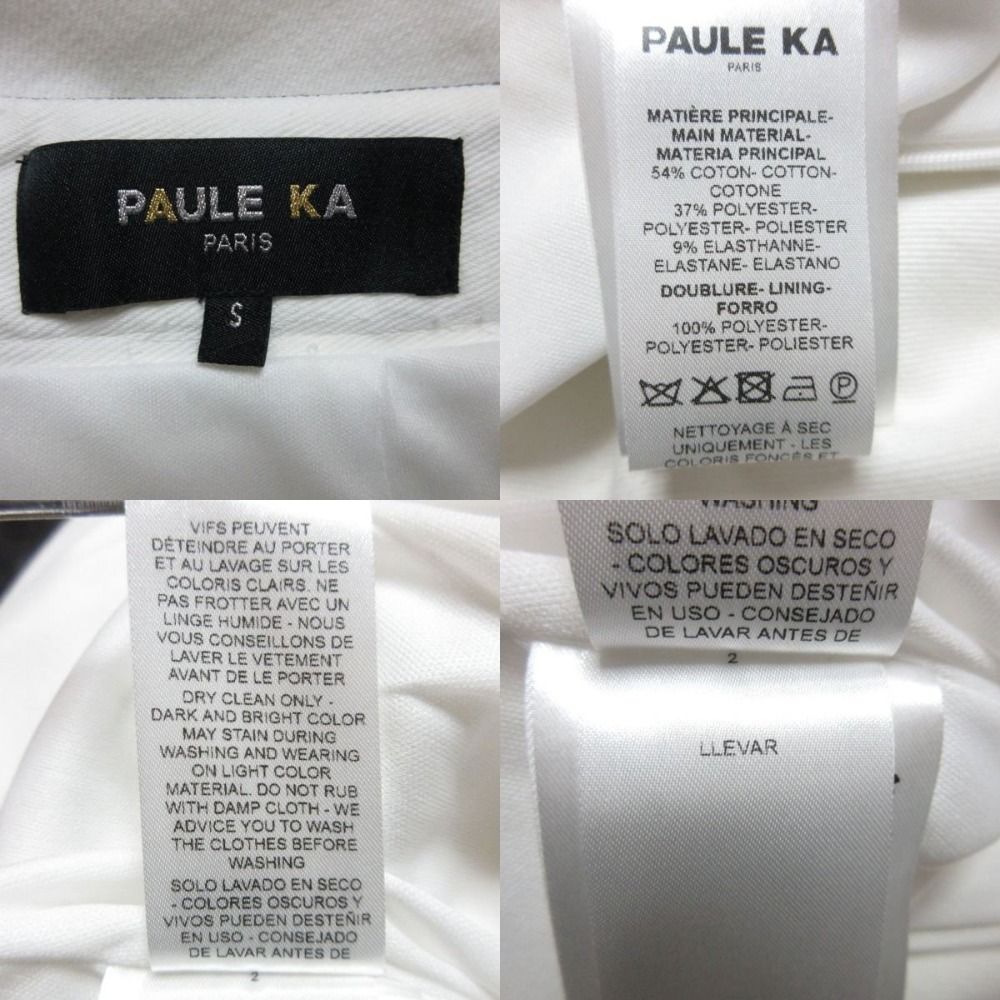 PAULE KA
PARIS
S
PAULE KA
PARIS
MATIÈRE PRINCIPALE-
MAIN MATERIAL-
MATERIA PRINCIPAL
54% COTON- COTTON-
COTONE
37% POLYESTER-
POLYESTER- POLIESTER
9% ELASTHANNE-
ELASTANE- ELASTANO
DOUBLURE- LINING-
FORRO
100% POLYESTER-
POLYESTER- POLIESTER
P
NETTOYAGE À SEC
UNIQUEMENT - LES
COLORIS FONCÉS ET
VIFS PEUVENT
DÉTEINDRE AU PORTER
ET AU LAVAGE SUR LES
COLORIS CLAIRS. NE
PAS FROTTER AVEC UN
LINGE HUMIDE - NOUS
VOUS CONSEILLONS DE
LAVER LE VETEMENT
AVANT DE LE PORTER
DRY CLEAN ONLY -
DARK AND BRIGHT COLOR
MAY STAIN DURING
WASHING AND WEARING
ON LIGHT COLOR
MATERIAL. DO NOT RUB
WITH DAMP CLOTH - WE
ADVICE YOU TO WASH
THE CLOTHES BEFORE
WASHING
SOLO LAVADO EN SECO
- COLORES OSCUROS Y
VIVOS PUEDEN DESTEÑIR
EN USO - CONSEJADO
DE LAVAR ANTES DE
2
WASHING
SOLO LAVADO EN SECO
- COLORES OSCUROS Y
VIVOS PUEDEN DESTEÑIR
EN USO - CONSEJADO
DE LAVAR ANTES DE
2
LLEVAR